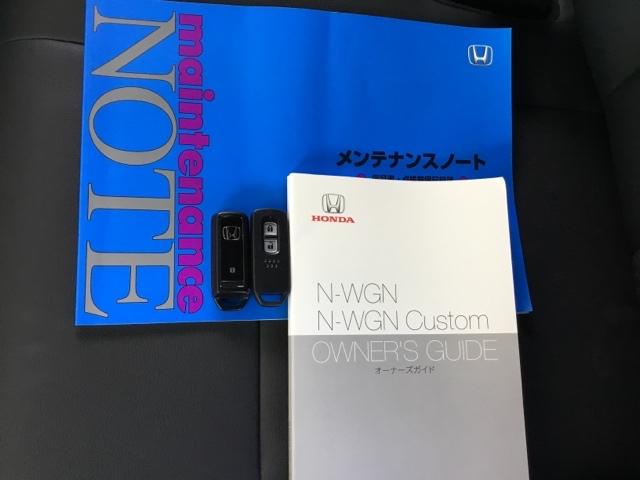 maintenance
NOTE
メンテナンスノート
HONDA
N-WGN
N-WGN Custom
OWNER'S GUIDE
オーナーズガイド